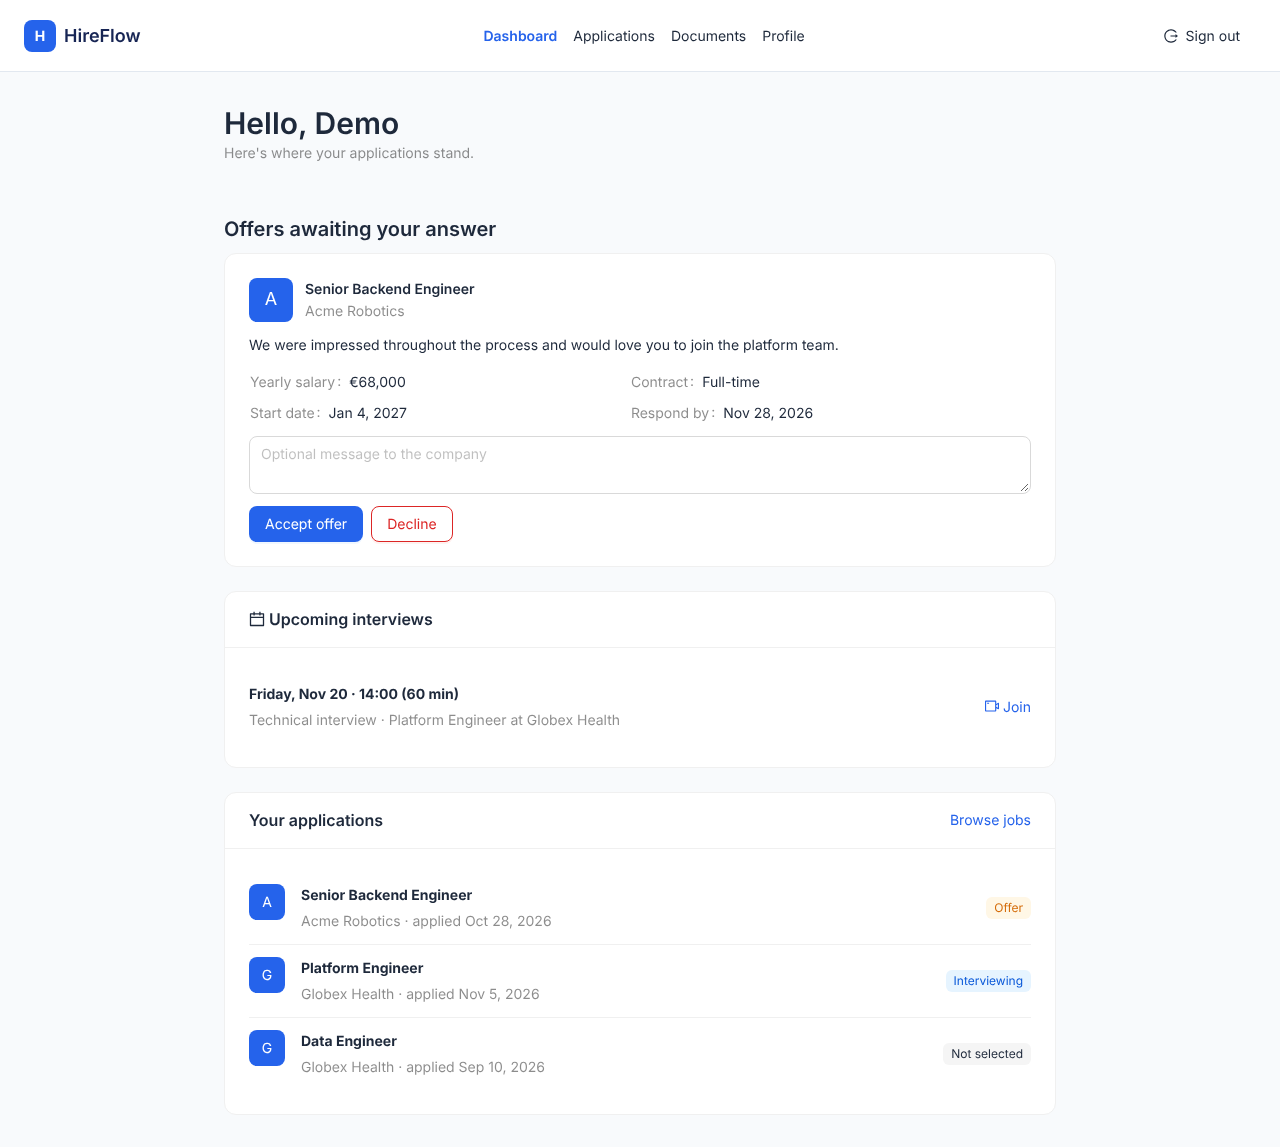 H HireFlow Dashboard Applications Documents Profile Sign out
Hello, Demo
Here's where your applications stand.
Offers awaiting your answer
A
Senior Backend Engineer
Acme Robotics
We were impressed throughout the process and would love you to join the platform team.
Yearly salary: €68,000 Contract: Full-time
Start date: Jan 4, 2027 Respond by: Nov 28, 2026
Optional message to the company
Accept offer Decline
Upcoming interviews
Friday, Nov 20 · 14:00 (60 min)
Technical interview · Platform Engineer at Globex Health
Join
Your applications Browse jobs
A
Senior Backend Engineer
Acme Robotics · applied Oct 28, 2026
Offer
G
Platform Engineer
Globex Health · applied Nov 5, 2026
Interviewing
G
Data Engineer
Globex Health · applied Sep 10, 2026
Not selected